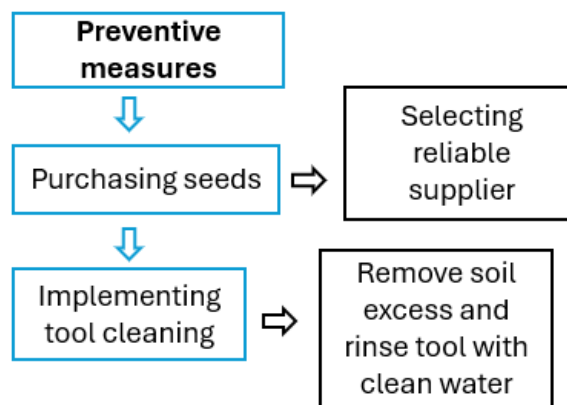 Preventive
measures
Purchasing seeds
Selecting
reliable
supplier
Implementing
tool cleaning
Remove soil
excess and
rinse tool with
clean water